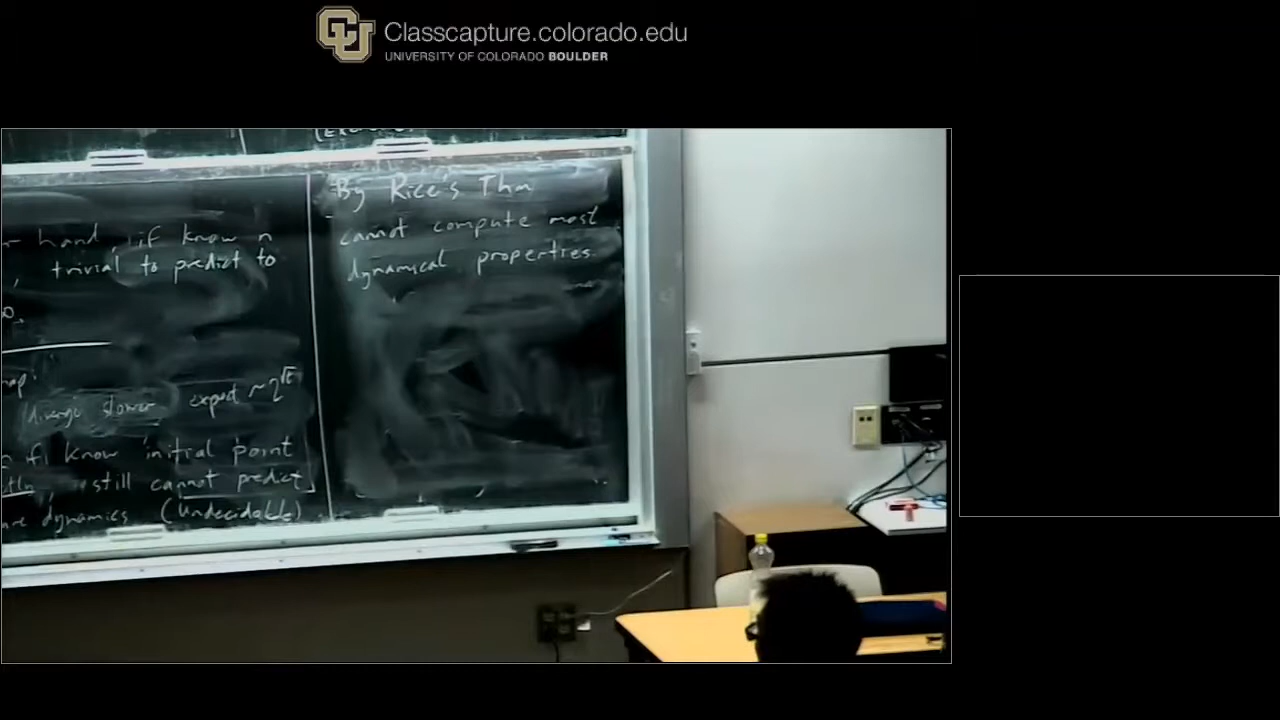 Classcapture.colorado.edu
UNIVERSITY OF COLORADO BOULDER
hand, if know n
trivial to predict to
slower expect ~ 2^√t
if know initial point
still cannot predict
dynamics (undecidable)
By Rice's Thm
cannot compute most
dynamical properties.